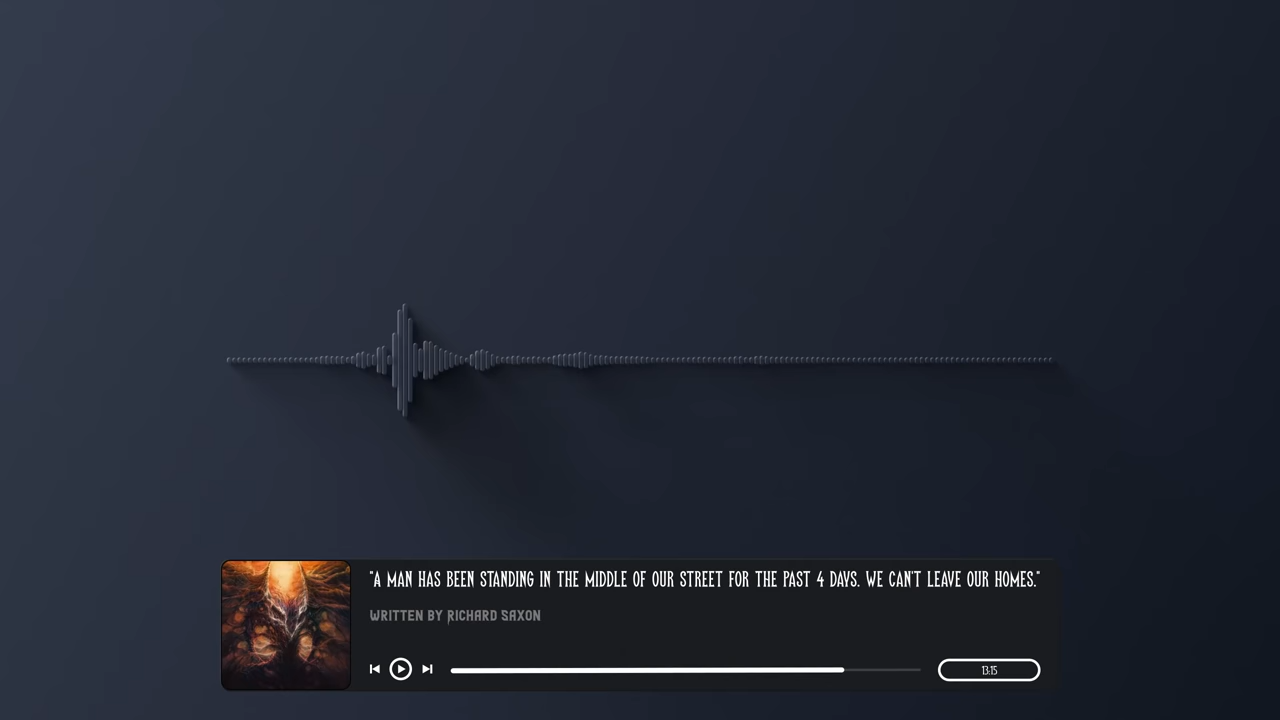 "A MAN HAS BEEN STANDING IN THE MIDDLE OF OUR STREET FOR THE PAST 4 DAYS. WE CAN'T LEAVE OUR HOMES."
WRITTEN BY RICHARD SAXON
13:15